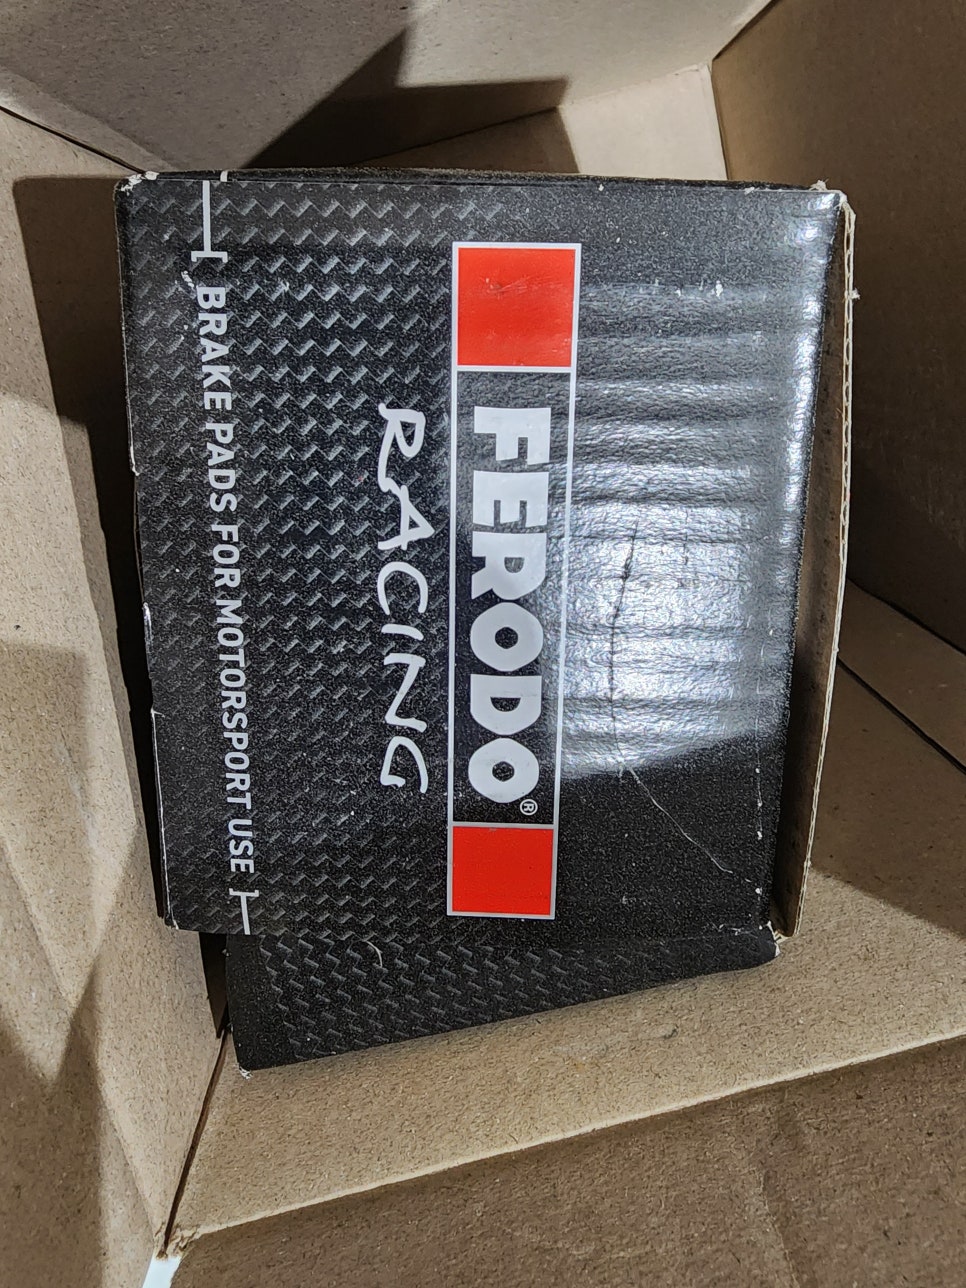 FERODO®
RACING
[ BRAKE PADS FOR MOTORSPORT USE ]